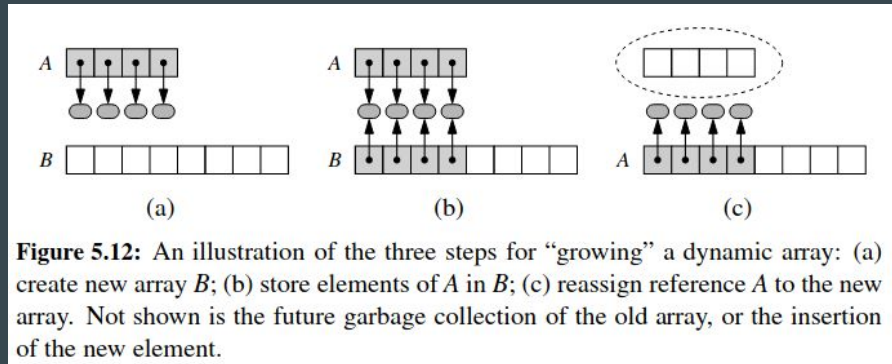 A A
B B A
(a) (b) (c)
Figure 5.12: An illustration of the three steps for “growing” a dynamic array: (a)
create new array B; (b) store elements of A in B; (c) reassign reference A to the new
array. Not shown is the future garbage collection of the old array, or the insertion
of the new element.